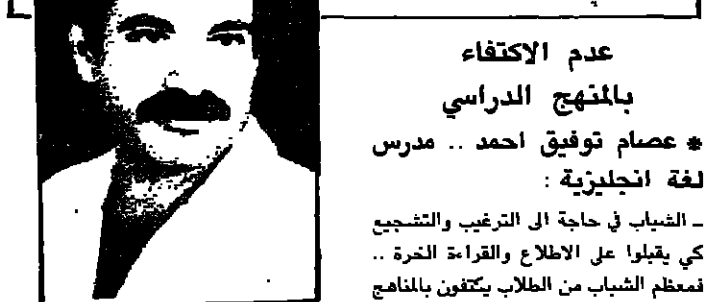 عدم الاكتفاء
بالمنهج الدراسي
* عصام توفيق احمد .. مدرس
لغة انجليزية :
ـ الشباب في حاجة الى الترغيب والتشجيع
كي يقبلوا على الاطلاع والقراءة الحرة ..
فمعظم الشباب من الطلاب يكتفون بالمناهج